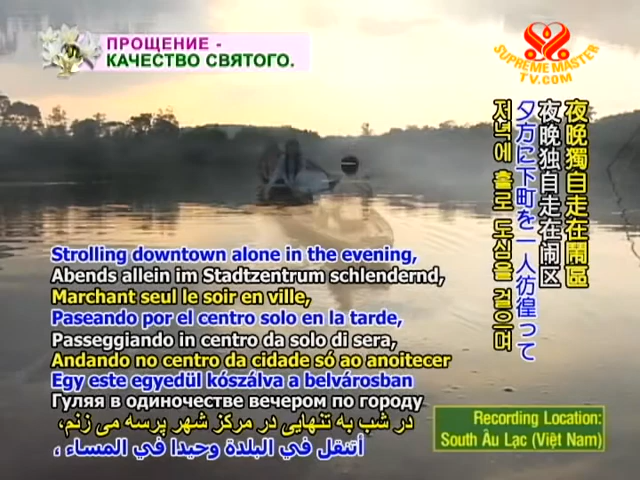 ПРОЩЕНИЕ -
КАЧЕСТВО СВЯТОГО.
SUPREME MASTER
TV.COM
夜晚獨自走在鬧區
夜晚独自走在闹区
夕方に下町を一人彷徨って
저녁에 홀로 도심을 걸으며
Strolling downtown alone in the evening,
Abends allein im Stadtzentrum schlendernd,
Marchant seul le soir en ville,
Paseando por el centro solo en la tarde,
Passeggiando in centro da solo di sera,
Andando no centro da cidade só ao anoitecer
Egy este egyedül kószálva a belvárosban
Гуляя в одиночестве вечером по городу
در شب به تنهایی در مرکز شهر پرسه می زنم،
أتنقل في البلدة وحيدا في المساء ،
Recording Location:
South Âu Lạc (Việt Nam)